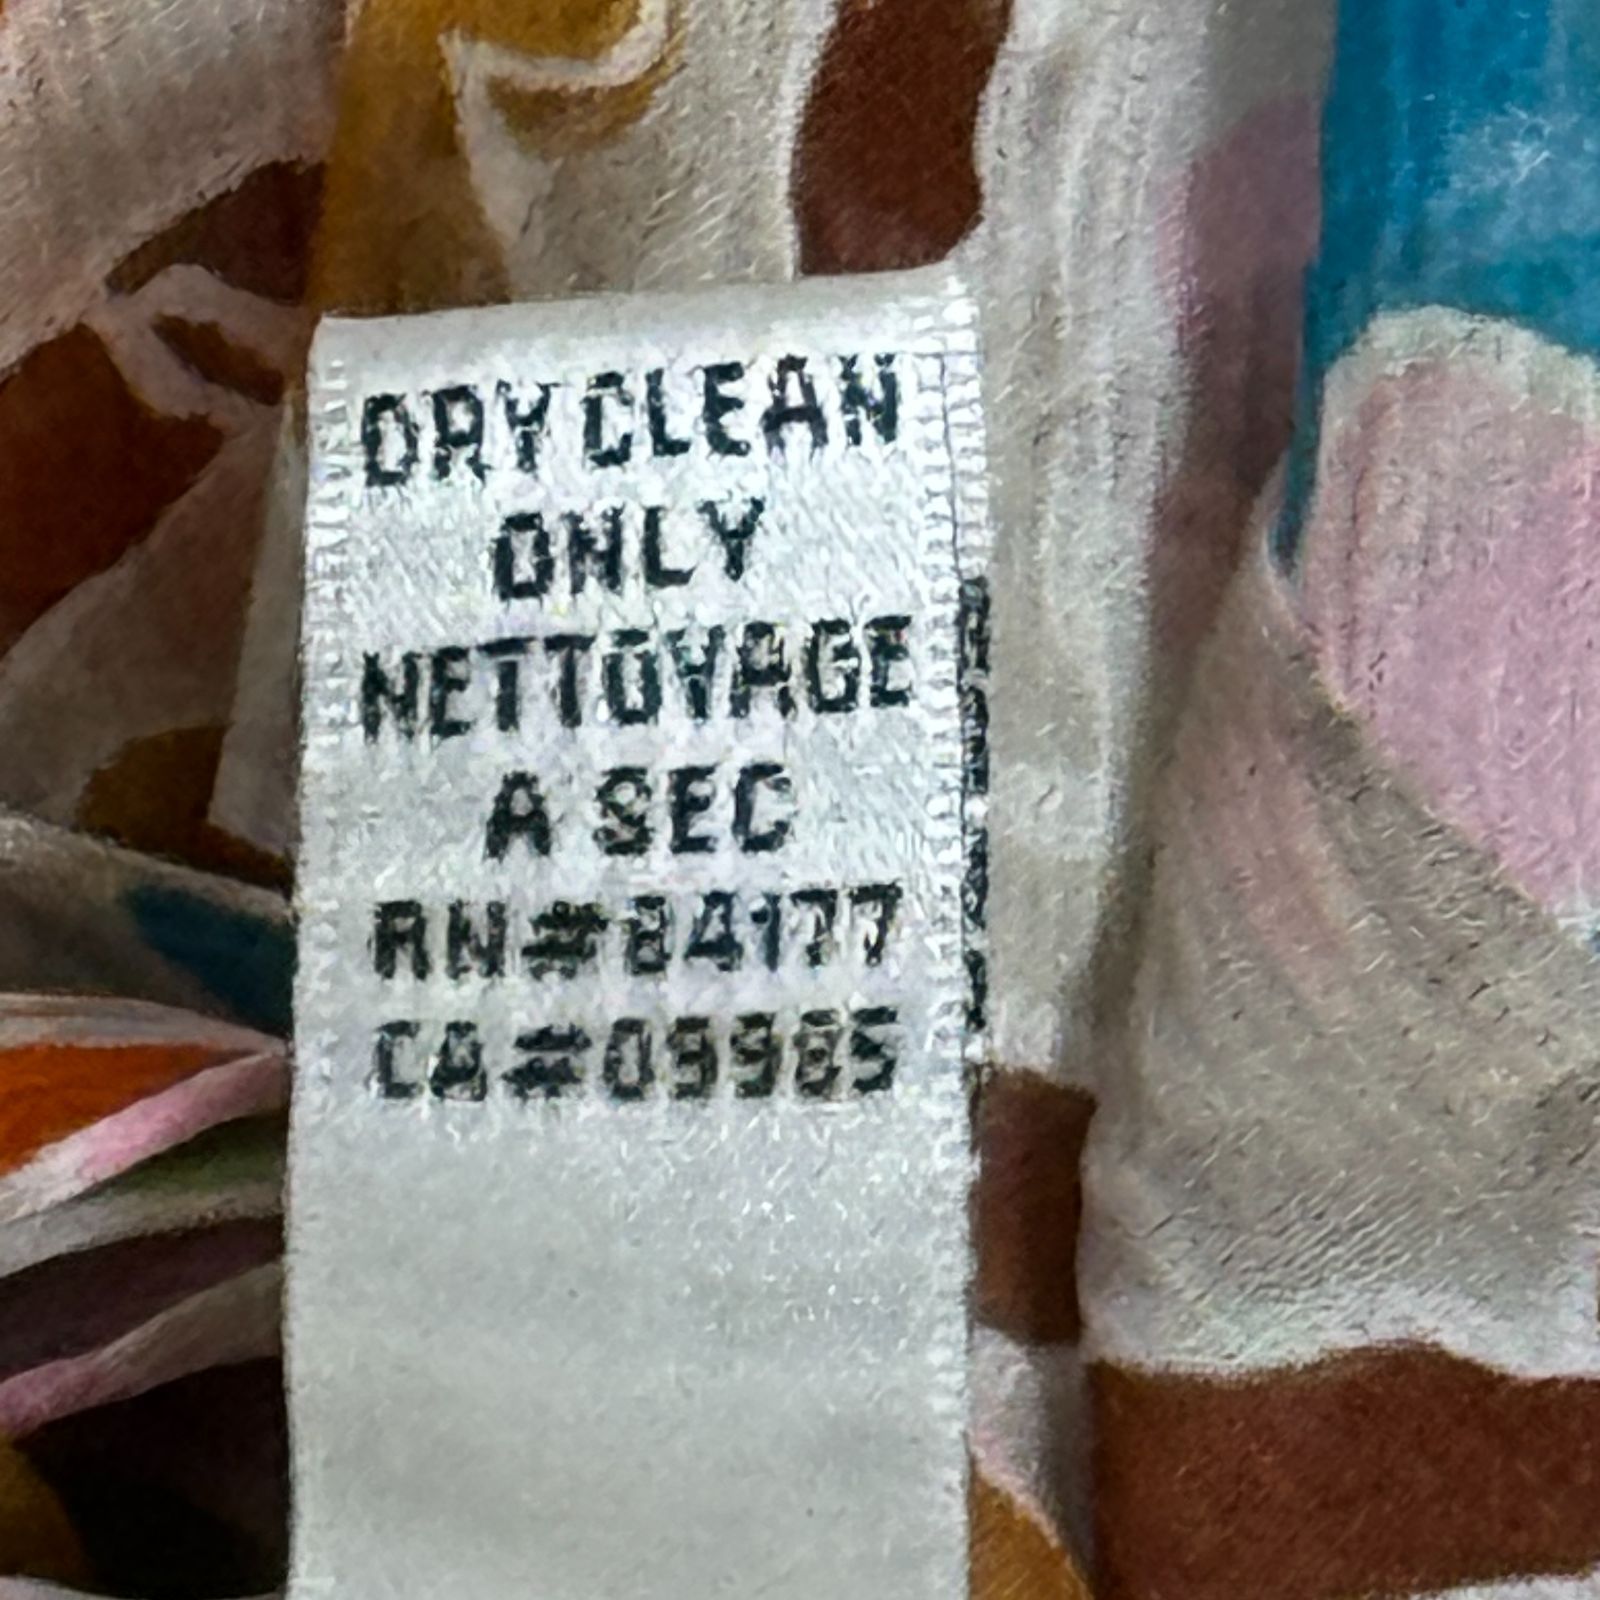 DRY CLEAN
ONLY
NETTOYAGE
A SEC
RN#84177
CA#09985